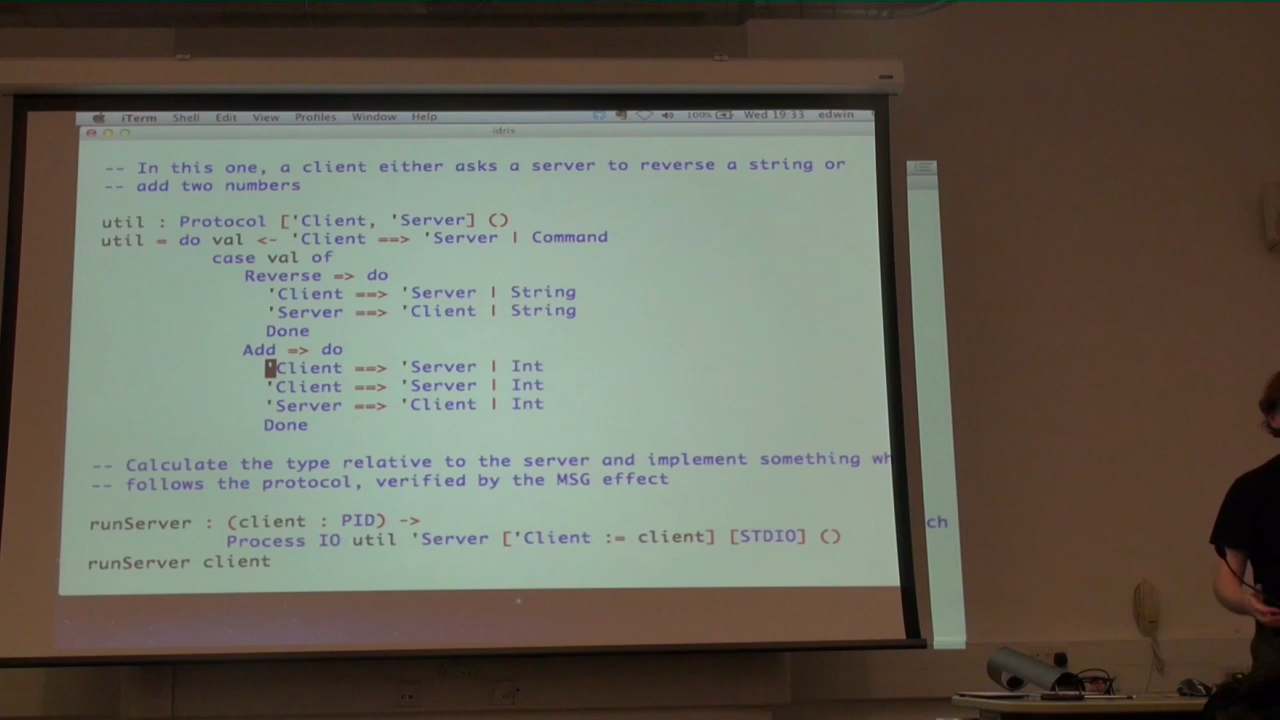 iTerm Shell Edit View Profiles Window Help 100% Wed 19:33 edwin
idris
-- In this one, a client either asks a server to reverse a string or
-- add two numbers
util : Protocol ['Client, 'Server] ()
util = do val <- 'Client ==> 'Server | Command
case val of
Reverse => do
'Client ==> 'Server | String
'Server ==> 'Client | String
Done
Add => do
'Client ==> 'Server | Int
'Client ==> 'Server | Int
'Server ==> 'Client | Int
Done
-- Calculate the type relative to the server and implement something wh
-- follows the protocol, verified by the MSG effect
runServer : (client : PID) ->
ch
Process IO util 'Server ['Client := client] [STDIO] ()
runServer client